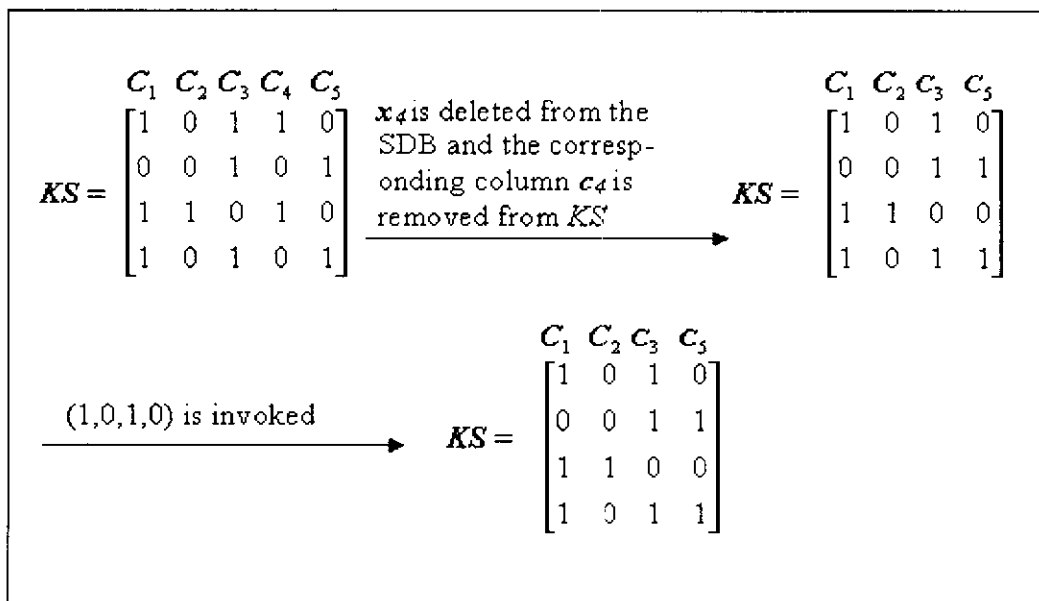 C₁ C₂ C₃ C₄ C₅
KS = [1 0 1 1 0
0 0 1 0 1
1 1 0 1 0
1 0 1 0 1]
x₄ is deleted from the
SDB and the corresp-
onding column c₄ is
removed from KS
C₁ C₂ c₃ c₅
KS = [1 0 1 0
0 0 1 1
1 1 0 0
1 0 1 1]
(1,0,1,0) is invoked
C₁ C₂ c₃ c₅
KS = [1 0 1 0
0 0 1 1
1 1 0 0
1 0 1 1]